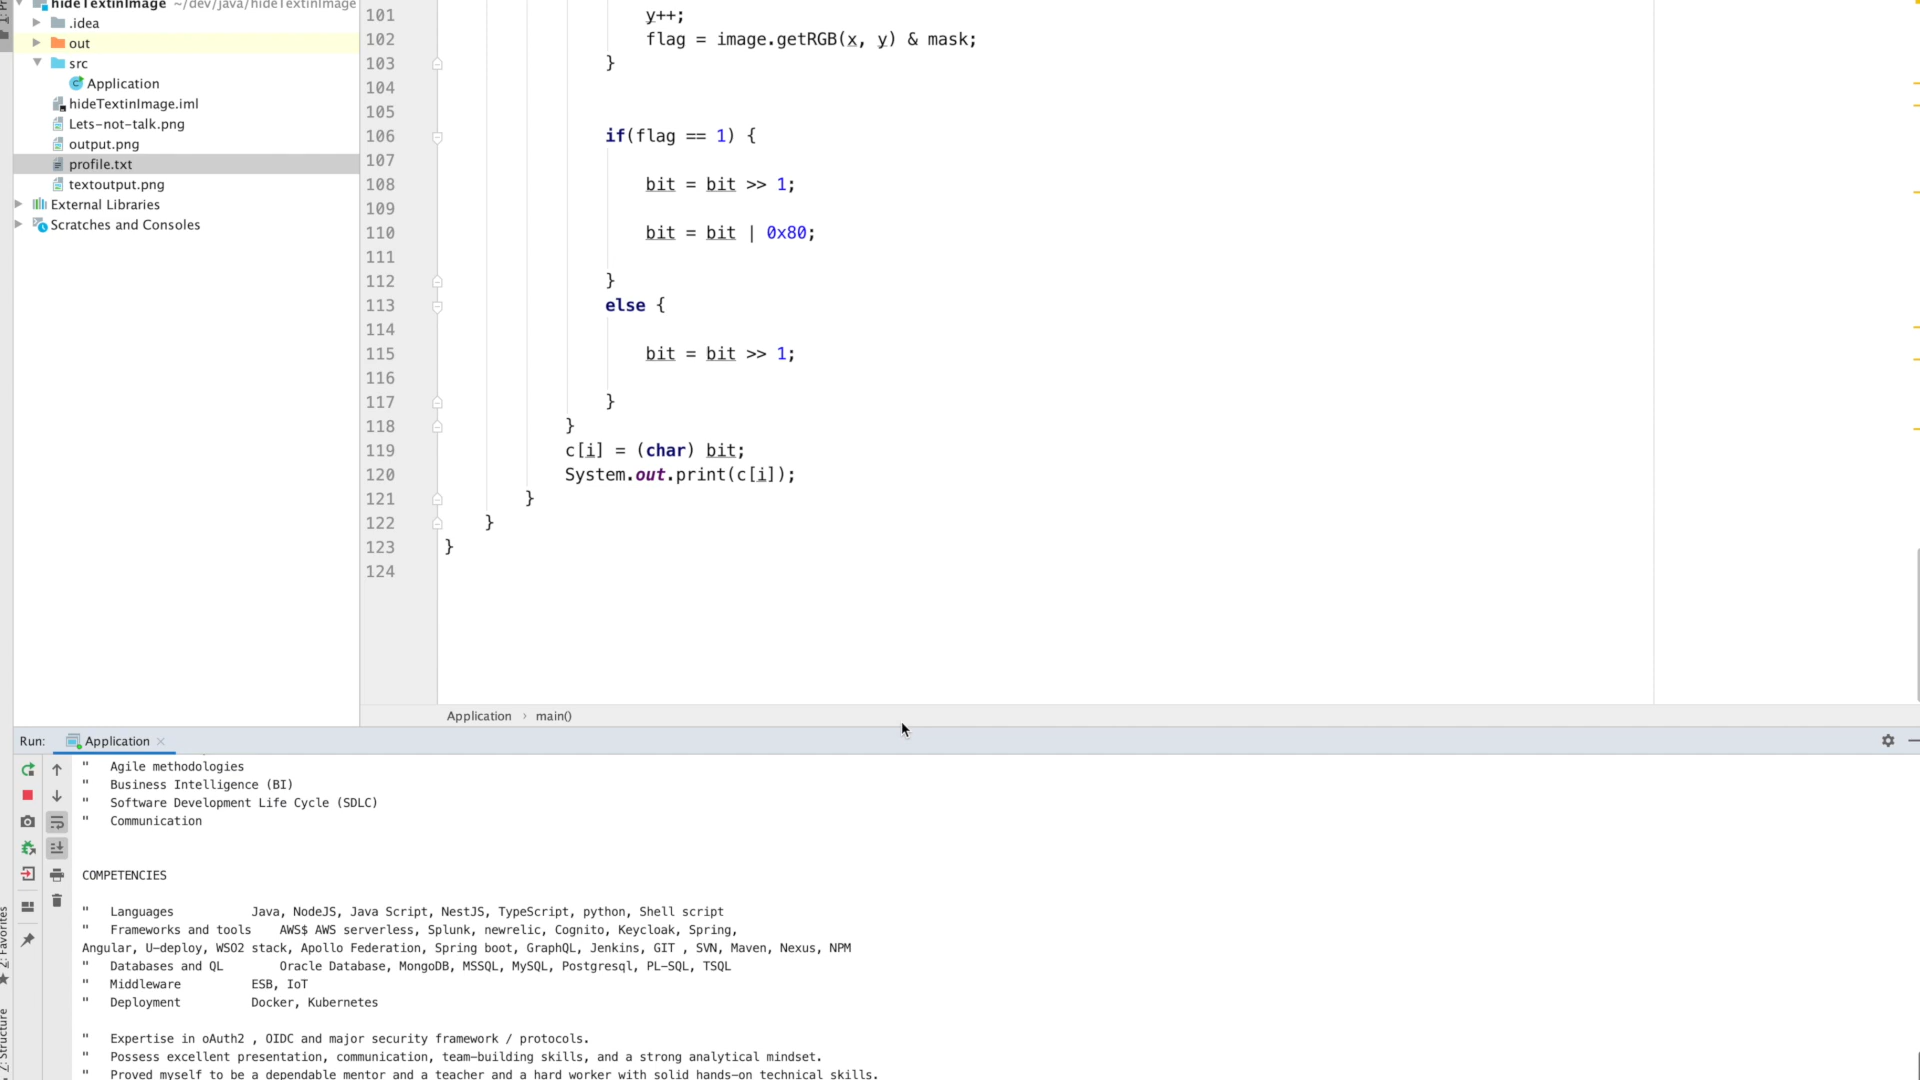 hideTextinImage ~/dev/java/hideTextinImage
.idea
out
src
Application
hideTextinImage.iml
Lets-not-talk.png
output.png
profile.txt
textoutput.png
External Libraries
Scratches and Consoles
101 y++;
102 flag = image.getRGB(x, y) & mask;
103 }
104
105
106 if(flag == 1) {
107
108 bit = bit >> 1;
109
110 bit = bit | 0x80;
111
112 }
113 else {
114
115 bit = bit >> 1;
116
117 }
118 }
119 c[i] = (char) bit;
120 System.out.print(c[i]);
121 }
122 }
123 }
124
Application › main()
Run: Application
" Agile methodologies
" Business Intelligence (BI)
" Software Development Life Cycle (SDLC)
" Communication
COMPETENCIES
" Languages Java, NodeJS, Java Script, NestJS, TypeScript, python, Shell script
" Frameworks and tools AWS$ AWS serverless, Splunk, newrelic, Cognito, Keycloak, Spring,
Angular, U-deploy, WSO2 stack, Apollo Federation, Spring boot, GraphQL, Jenkins, GIT , SVN, Maven, Nexus, NPM
" Databases and QL Oracle Database, MongoDB, MSSQL, MySQL, Postgresql, PL-SQL, TSQL
" Middleware ESB, IoT
" Deployment Docker, Kubernetes
" Expertise in oAuth2 , OIDC and major security framework / protocols.
" Possess excellent presentation, communication, team-building skills, and a strong analytical mindset.
" Proved myself to be a dependable mentor and a teacher and a hard worker with solid hands-on technical skills.
2: Favorites
Z: Structure